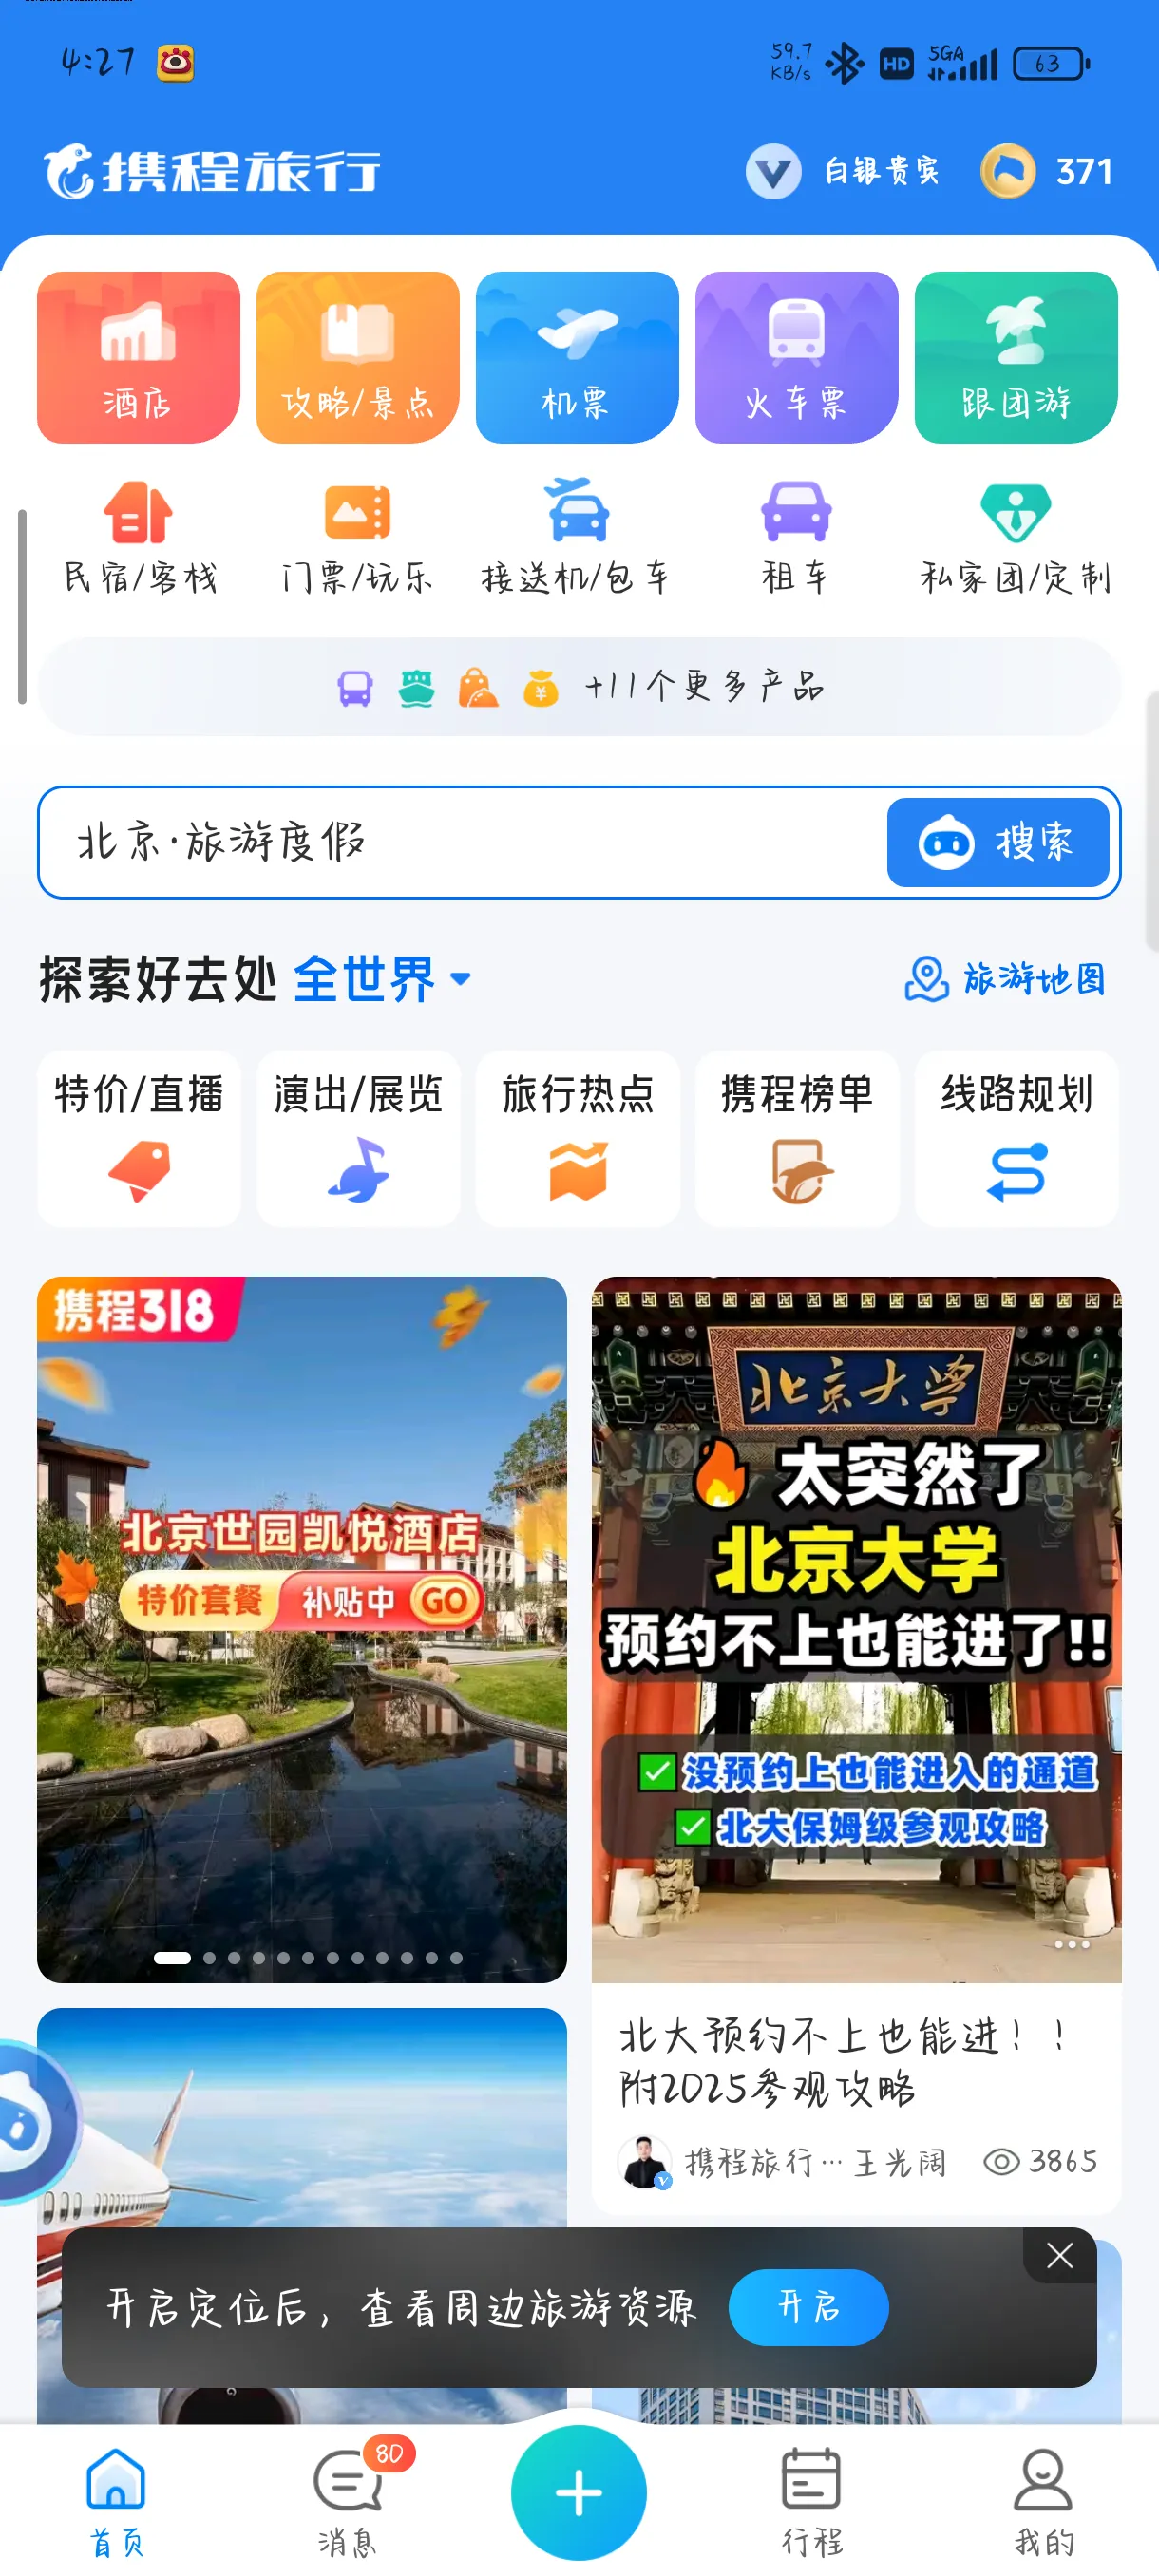 4:27
59.7
KB/s
HD
5GA
63
携程旅行
白银贵宾
371
酒店
攻略/景点
机票
火车票
跟团游
民宿/客栈
门票/玩乐
接送机/包车
租车
私家团/定制
+11个更多产品
北京·旅游度假
搜索
探索好去处 全世界
旅游地图
特价/直播
演出/展览
旅行热点
携程榜单
线路规划
携程318
北京世园凯悦酒店
特价套餐 补贴中 GO
北京大学
太突然了
北京大学
预约不上也能进了!!
没预约上也能进入的通道
北大保姆级参观攻略
北大预约不上也能进！！
附2025参观攻略
携程旅行… 王光阔
3865
开启定位后，查看周边旅游资源
开启
首页
80
消息
行程
我的